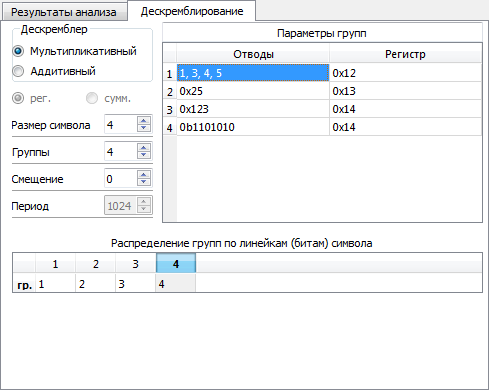 Результаты анализа Дескремблирование
Дескремблер
Мультипликативный
Аддитивный
рег. сумм.
Размер символа 4
Группы 4
Смещение 0
Период 1024
Параметры групп
Отводы Регистр
1 1, 3, 4, 5 0x12
2 0x25 0x13
3 0x123 0x14
4 0b1101010 0x14
Распределение групп по линейкам (битам) символа
1 2 3 4
гр. 1 2 3 4